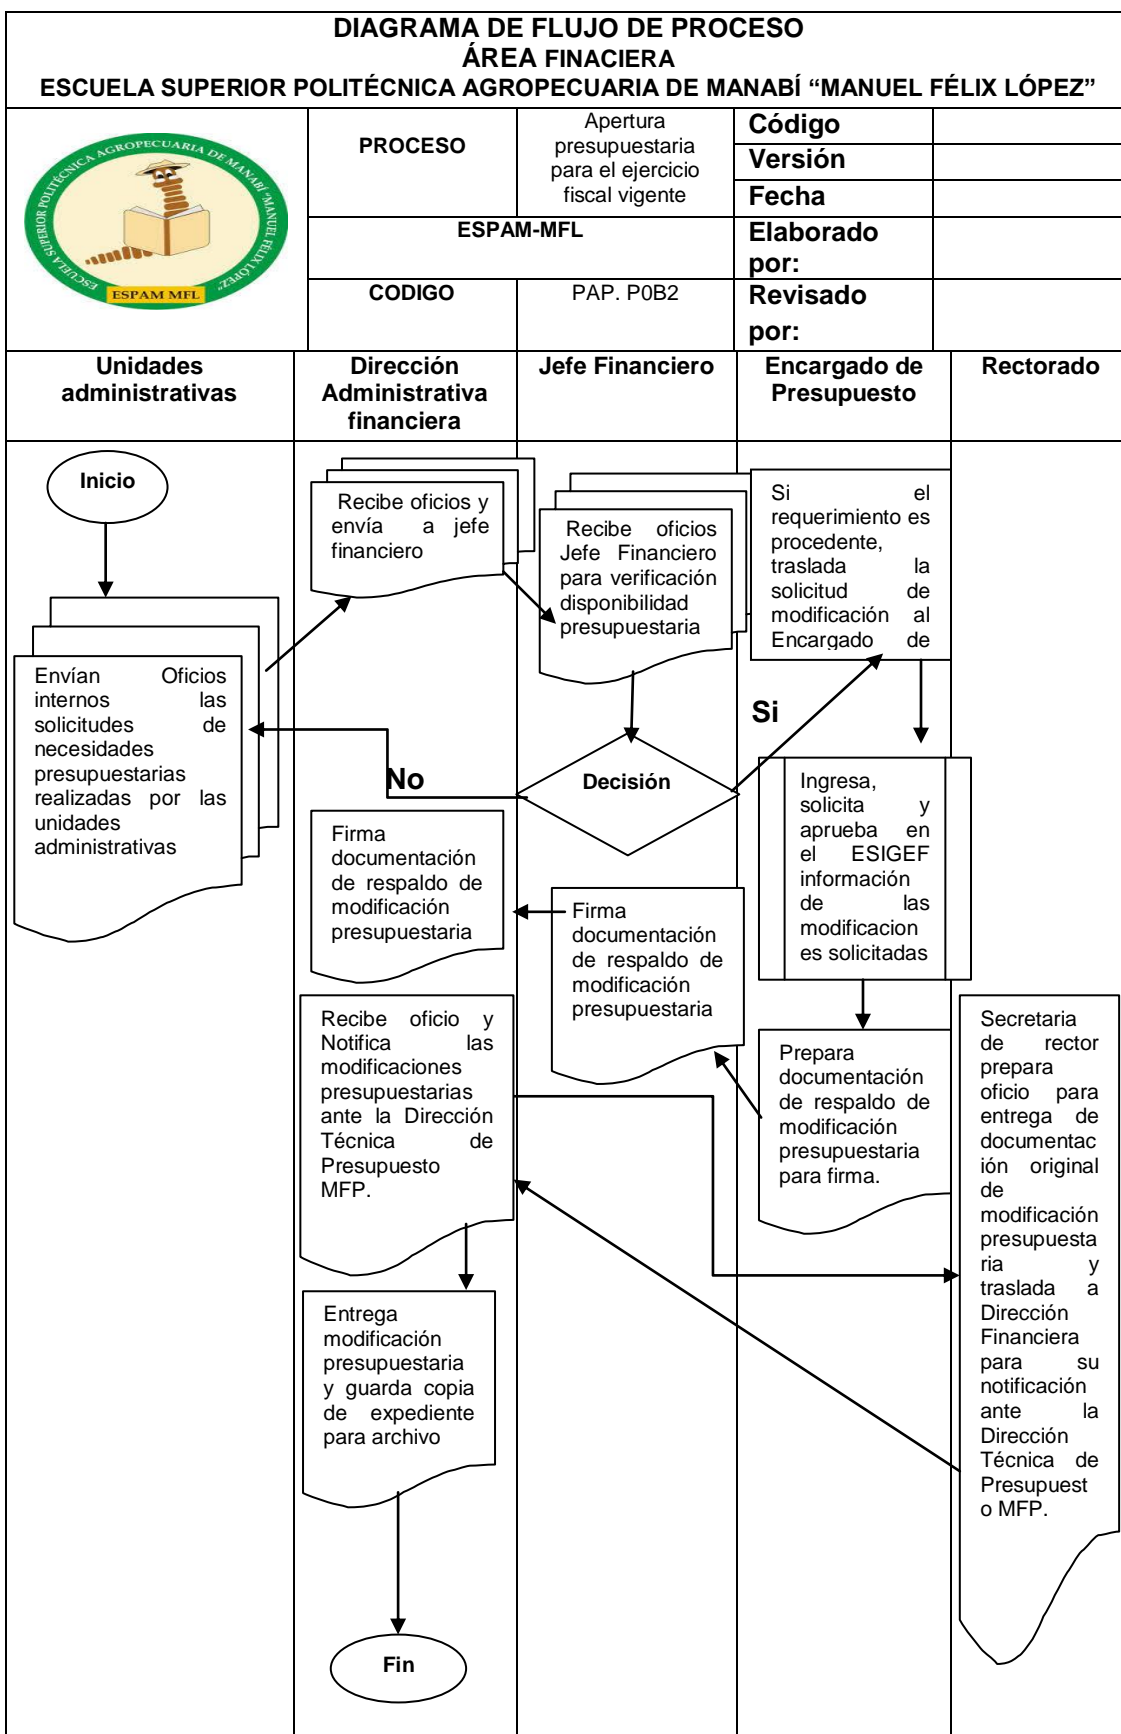 DIAGRAMA DE FLUJO DE PROCESO
ÁREA FINACIERA
ESCUELA SUPERIOR POLITÉCNICA AGROPECUARIA DE MANABÍ “MANUEL FÉLIX LÓPEZ”
ESCUELA SUPERIOR POLITÉCNICA AGROPECUARIA DE MANABÍ "MANUEL FÉLIX LÓPEZ"
ESPAM MFL
PROCESO
Apertura
presupuestaria
para el ejercicio
fiscal vigente
Código
Versión
Fecha
ESPAM-MFL
Elaborado
por:
CODIGO
PAP. P0B2
Revisado
por:
Unidades
administrativas
Dirección
Administrativa
financiera
Jefe Financiero
Encargado de
Presupuesto
Rectorado
Inicio
Envían Oficios
internos las
solicitudes de
necesidades
presupuestarias
realizadas por las
unidades
administrativas
Recibe oficios y
envía a jefe
financiero
Recibe oficios
Jefe Financiero
para verificación
disponibilidad
presupuestaria
Decisión
No
Si
Si el
requerimiento es
procedente,
traslada la
solicitud de
modificación al
Encargado de
Ingresa,
solicita y
aprueba en
el ESIGEF
información
de las
modificacion
es solicitadas
Prepara
documentación
de respaldo de
modificación
presupuestaria
para firma.
Firma
documentación
de respaldo de
modificación
presupuestaria
Firma
documentación
de respaldo de
modificación
presupuestaria
Recibe oficio y
Notifica las
modificaciones
presupuestarias
ante la Dirección
Técnica de
Presupuesto
MFP.
Secretaria
de rector
prepara
oficio para
entrega de
documentac
ión original
de
modificación
presupuesta
ria y
traslada a
Dirección
Financiera
para su
notificación
ante la
Dirección
Técnica de
Presupuest
o MFP.
Entrega
modificación
presupuestaria
y guarda copia
de expediente
para archivo
Fin